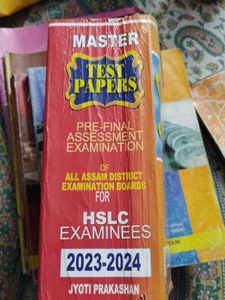 MASTER
TEST
PAPERS
PRE-FINAL
ASSESSMENT
EXAMINATION
OF
ALL ASSAM DISTRICT
EXAMINATION BOARDS
FOR
HSLC
EXAMINEES
2023-2024
JYOTI PRAKASHAN